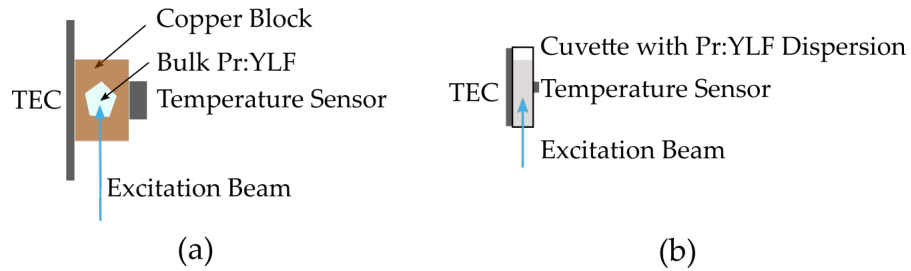 Copper Block
Bulk Pr:YLF
TEC
Temperature Sensor
Excitation Beam
(a)
Cuvette with Pr:YLF Dispersion
TEC
Temperature Sensor
Excitation Beam
(b)